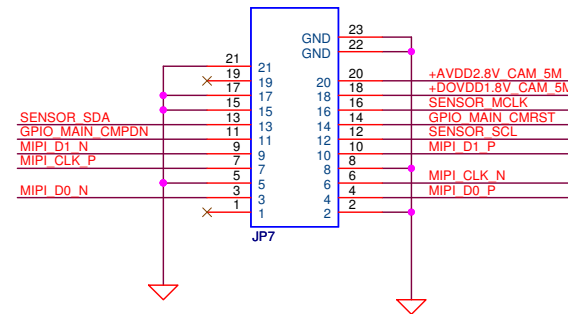 GND 23
GND 22
21 21
19 19 20 20 +AVDD2.8V_CAM_5M
17 17 18 18 +DOVDD1.8V_CAM_5M
15 15 16 16 SENSOR_MCLK
SENSOR_SDA 13 13 14 14 GPIO_MAIN_CMRST
GPIO_MAIN_CMPDN 11 11 12 12 SENSOR_SCL
MIPI_D1_N 9 9 10 10 MIPI_D1_P
MIPI_CLK_P 7 7 8 8
5 5 6 6 MIPI_CLK_N
MIPI_D0_N 3 3 4 4 MIPI_D0_P
1 1 2 2
JP7